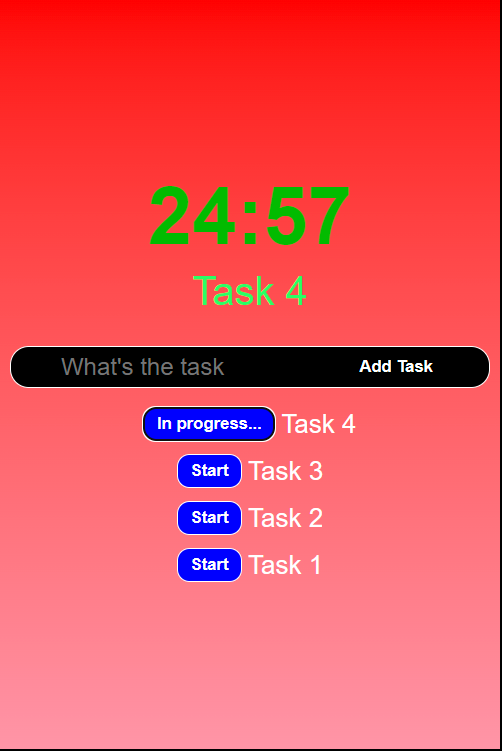 24:57
Task 4
What's the task Add Task
In progress... Task 4
Start Task 3
Start Task 2
Start Task 1